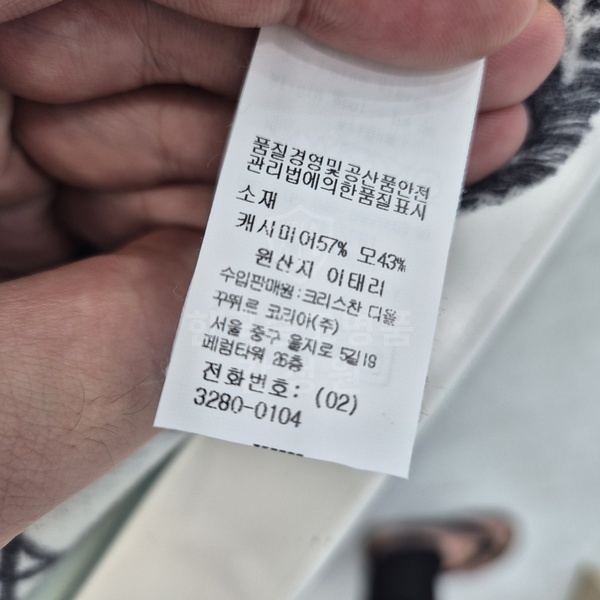 품질경영및공산품안전
관리법에의한품질표시
소재
캐시미어57% 모43%
원산지 이태리
수입판매원:크리스찬 디올
꾸뛰르 코리아(주)
서울 중구 을지로 5길19
페럼타워 26층
전화번호: (02)
3280-0104